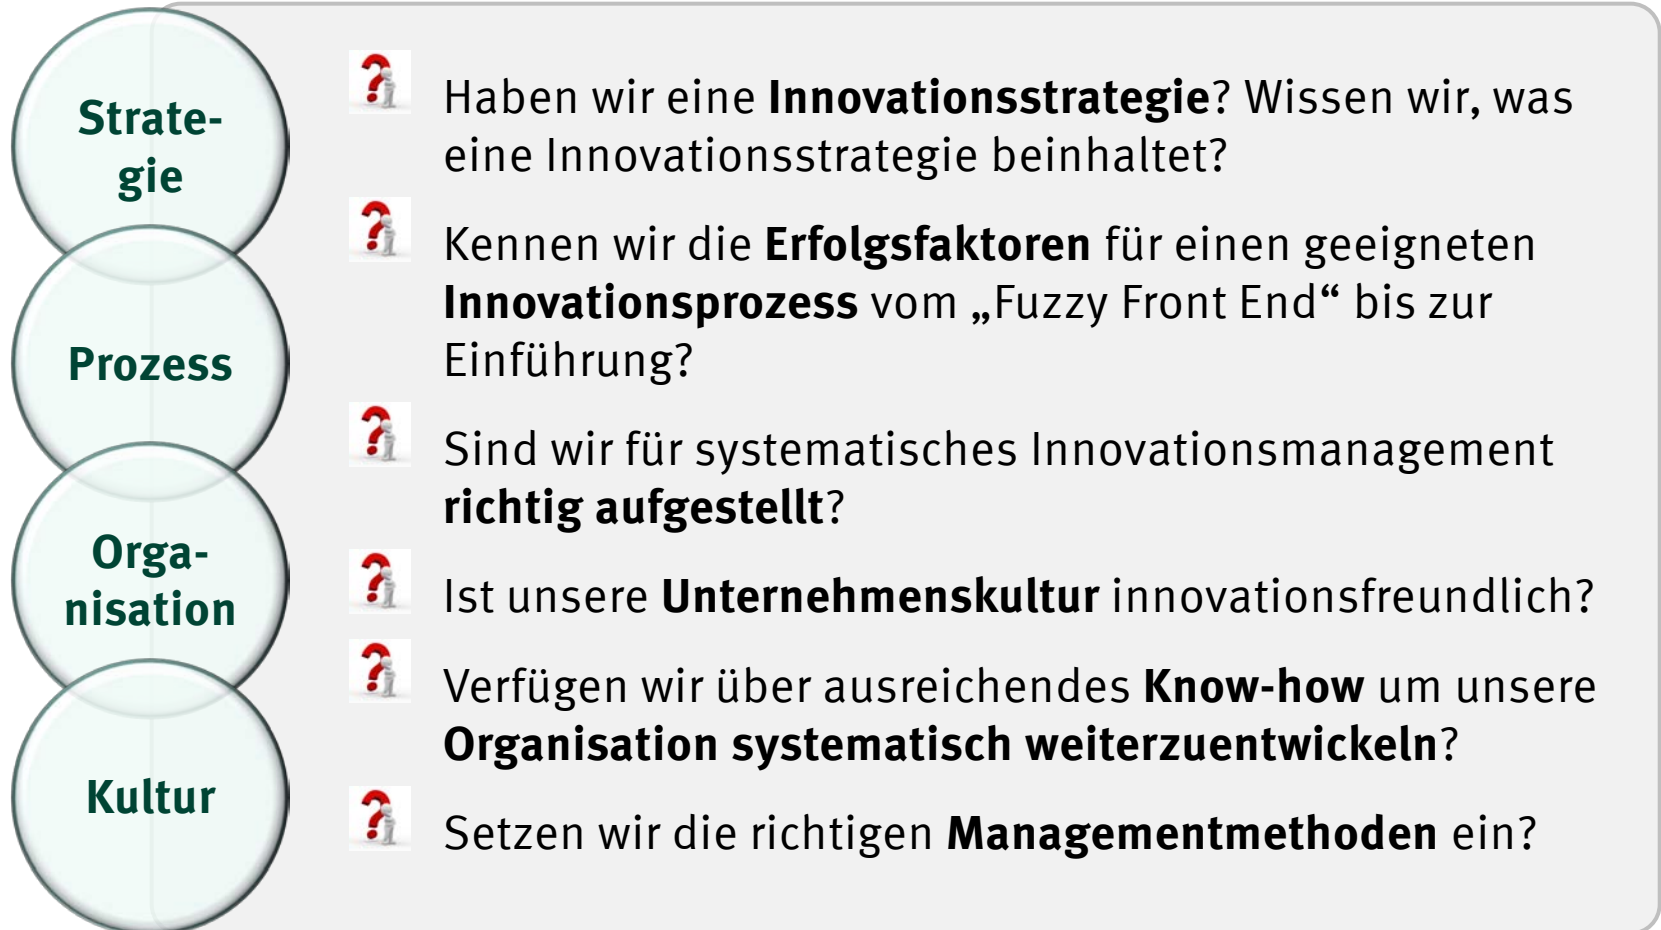 Strate-
gie
Prozess
Orga-
nisation
Kultur
Haben wir eine Innovationsstrategie? Wissen wir, was
eine Innovationsstrategie beinhaltet?
Kennen wir die Erfolgsfaktoren für einen geeigneten
Innovationsprozess vom „Fuzzy Front End“ bis zur
Einführung?
Sind wir für systematisches Innovationsmanagement
richtig aufgestellt?
Ist unsere Unternehmenskultur innovationsfreundlich?
Verfügen wir über ausreichendes Know-how um unsere
Organisation systematisch weiterzuentwickeln?
Setzen wir die richtigen Managementmethoden ein?